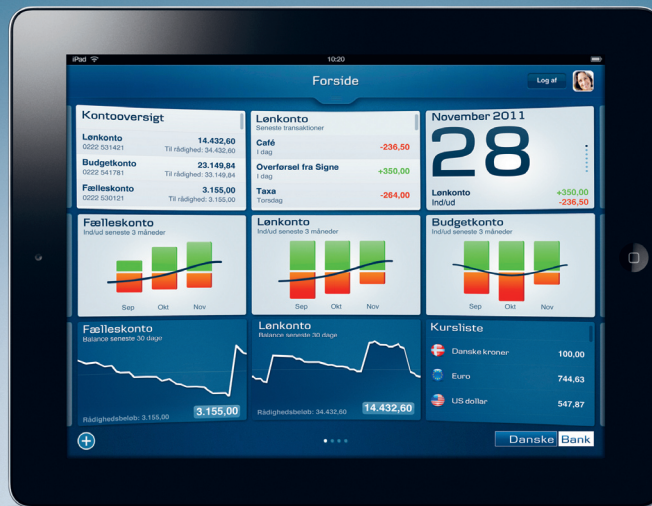 iPad 10:20
Forside
Log af
Kontooversigt
Lønkonto 14.432,60
0222 531421 Til rådighed: 34.432,60
Budgetkonto 23.149,84
0222 541781 Til rådighed: 33.149,84
Fælleskonto 3.155,00
0222 530121 Til rådighed: 3.155,00
Lønkonto
Seneste transaktioner
Café -236,50
I dag
Overførsel fra Signe +350,00
I dag
Taxa -264,00
Torsdag
November 2011
28
Lønkonto +350,00
Ind/ud -236,50
Fælleskonto
Ind/ud seneste 3 måneder
Sep Okt Nov
Lønkonto
Ind/ud seneste 3 måneder
Sep Okt Nov
Budgetkonto
Ind/ud seneste 3 måneder
Sep Okt Nov
Fælleskonto
Balance seneste 30 dage
Rådighedsbeløb: 3.155,00 3.155,00
Lønkonto
Balance seneste 30 dage
Rådighedsbeløb: 34.432,60 14.432,60
Kursliste
Danske kroner 100,00
Euro 744,63
US dollar 547,87
Danske Bank